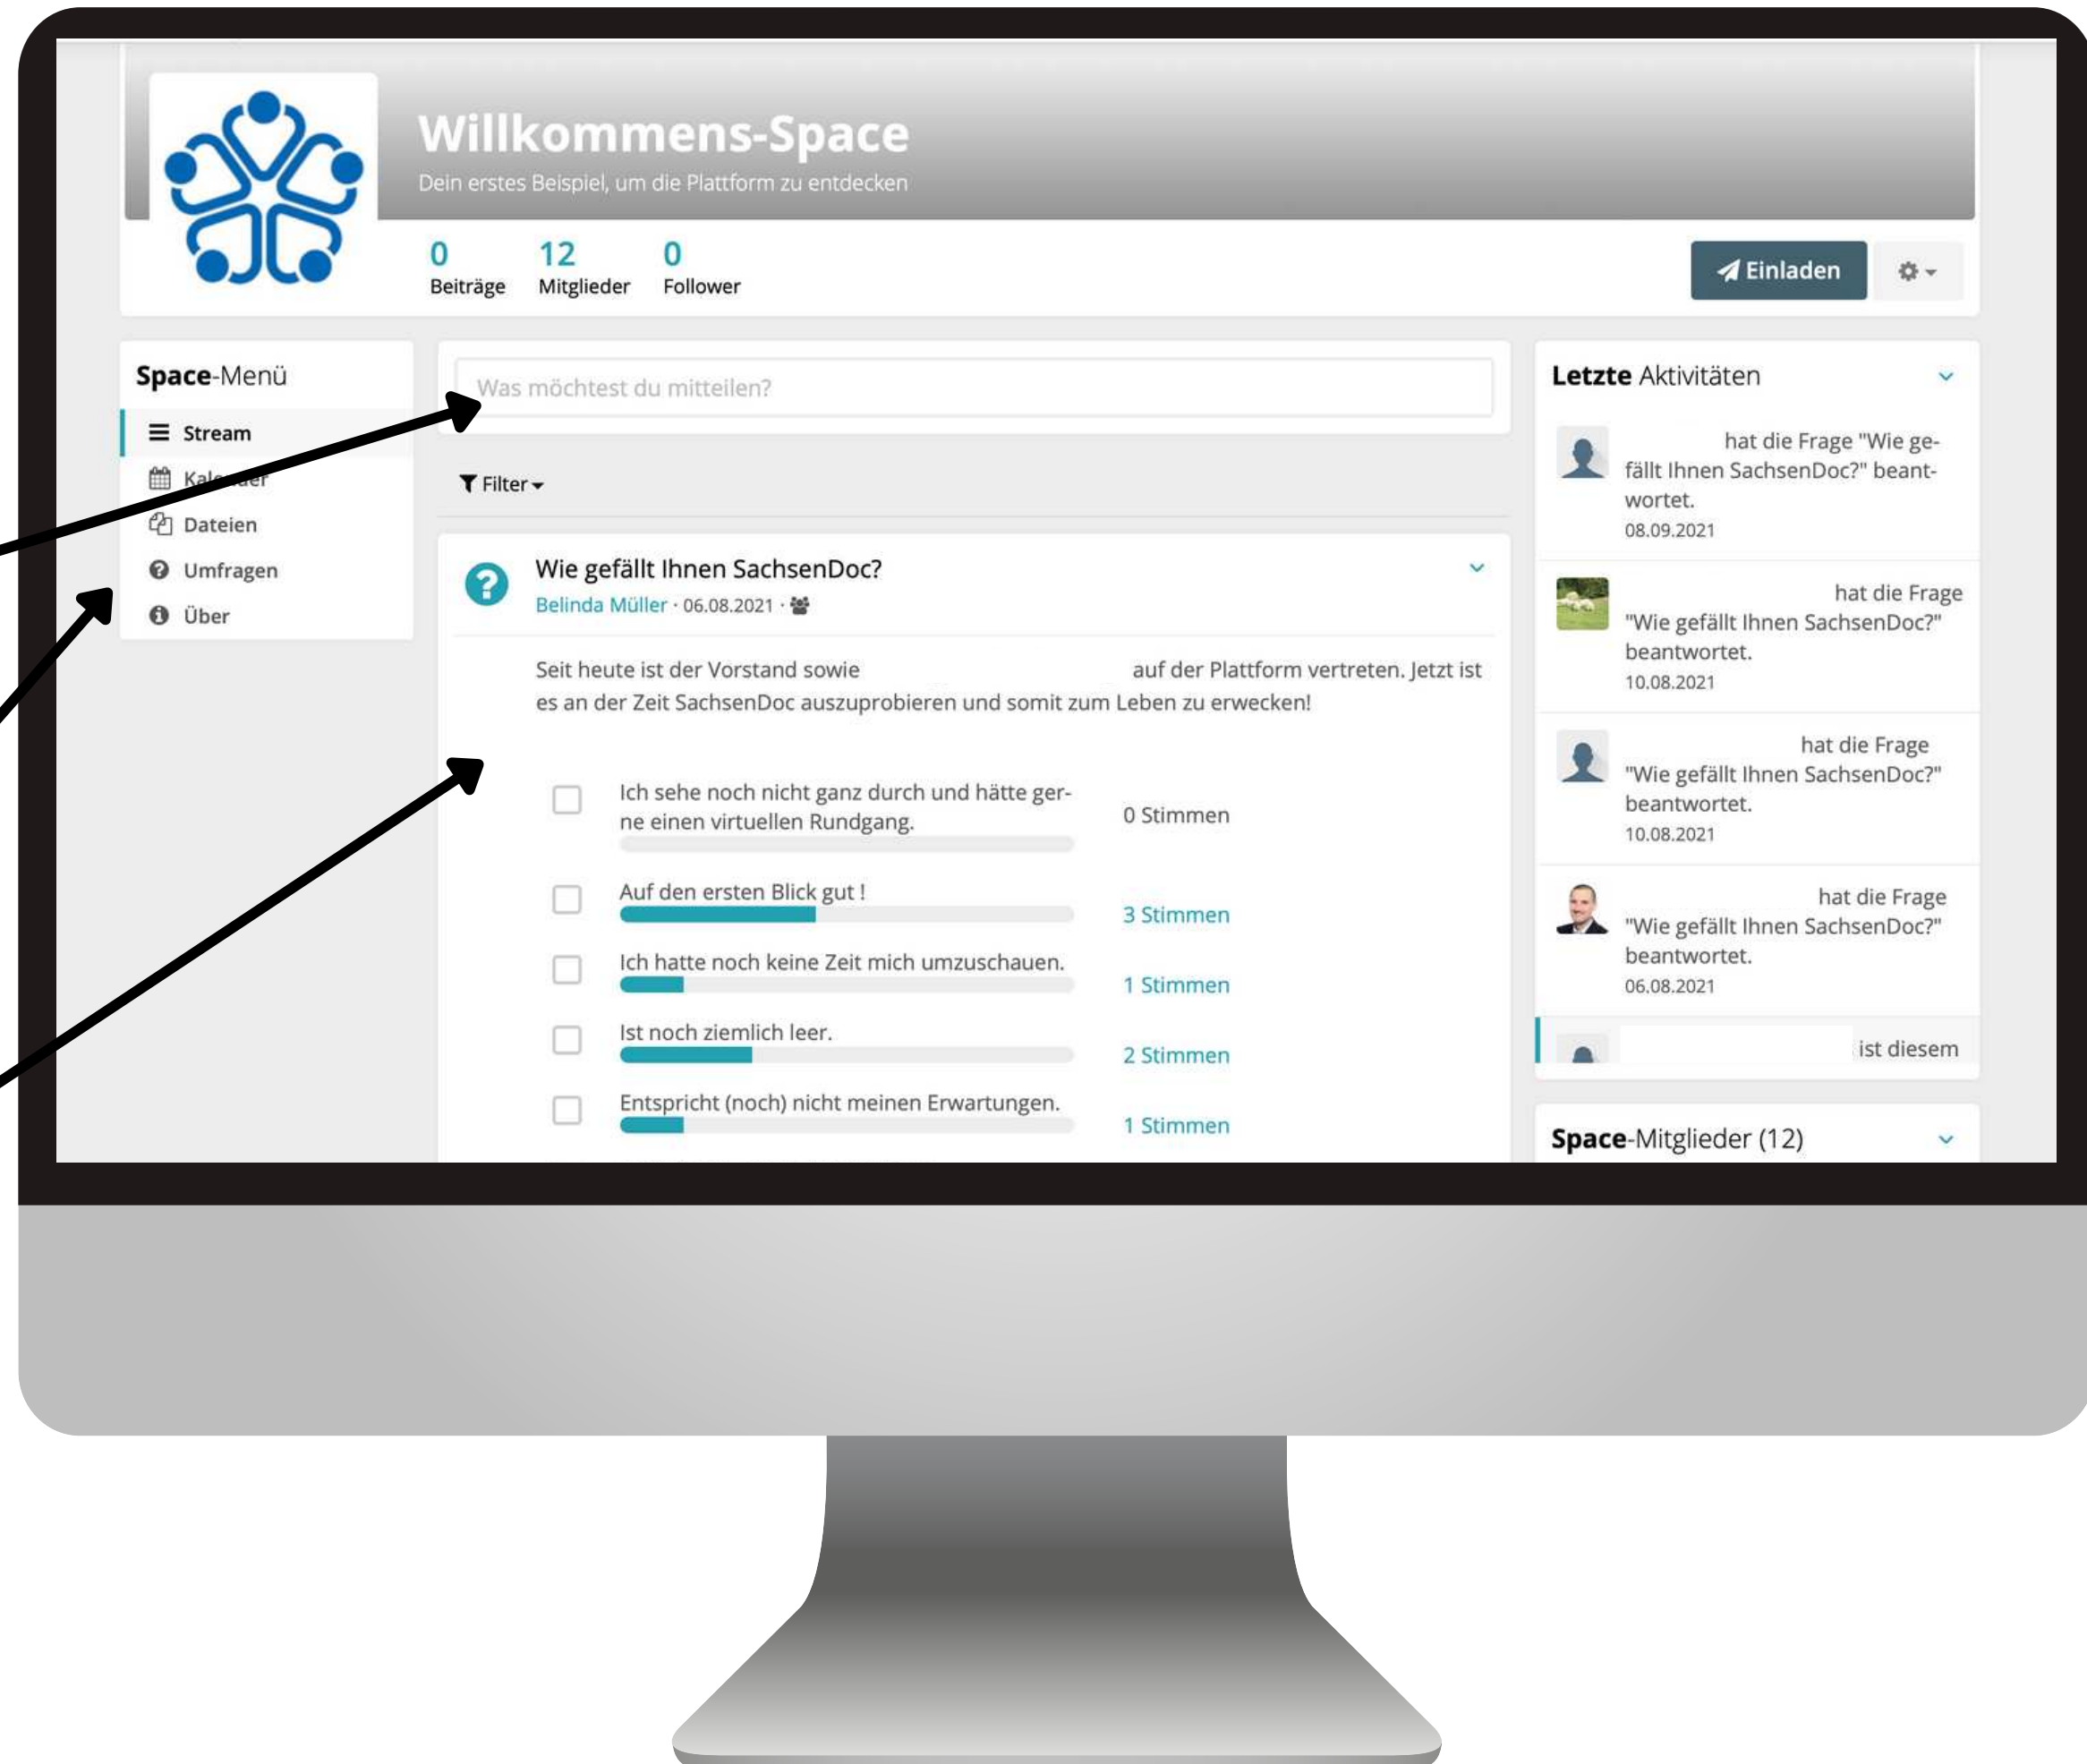 Willkommens-Space
Dein erstes Beispiel, um die Plattform zu entdecken
0 12 0
Beiträge Mitglieder Follower
Einladen
Space-Menü
Stream
Kalender
Dateien
Umfragen
Über
Was möchtest du mitteilen?
Filter
Wie gefällt Ihnen SachsenDoc?
Belinda Müller · 06.08.2021 ·
Seit heute ist der Vorstand sowie auf der Plattform vertreten. Jetzt ist
es an der Zeit SachsenDoc auszuprobieren und somit zum Leben zu erwecken!
Ich sehe noch nicht ganz durch und hätte ger-
ne einen virtuellen Rundgang.
0 Stimmen
Auf den ersten Blick gut !
3 Stimmen
Ich hatte noch keine Zeit mich umzuschauen.
1 Stimmen
Ist noch ziemlich leer.
2 Stimmen
Entspricht (noch) nicht meinen Erwartungen.
1 Stimmen
Letzte Aktivitäten
hat die Frage "Wie ge-
fällt Ihnen SachsenDoc?" beant-
wortet.
08.09.2021
hat die Frage
"Wie gefällt Ihnen SachsenDoc?"
beantwortet.
10.08.2021
hat die Frage
"Wie gefällt Ihnen SachsenDoc?"
beantwortet.
10.08.2021
hat die Frage
"Wie gefällt Ihnen SachsenDoc?"
beantwortet.
06.08.2021
ist diesem
Space-Mitglieder (12)